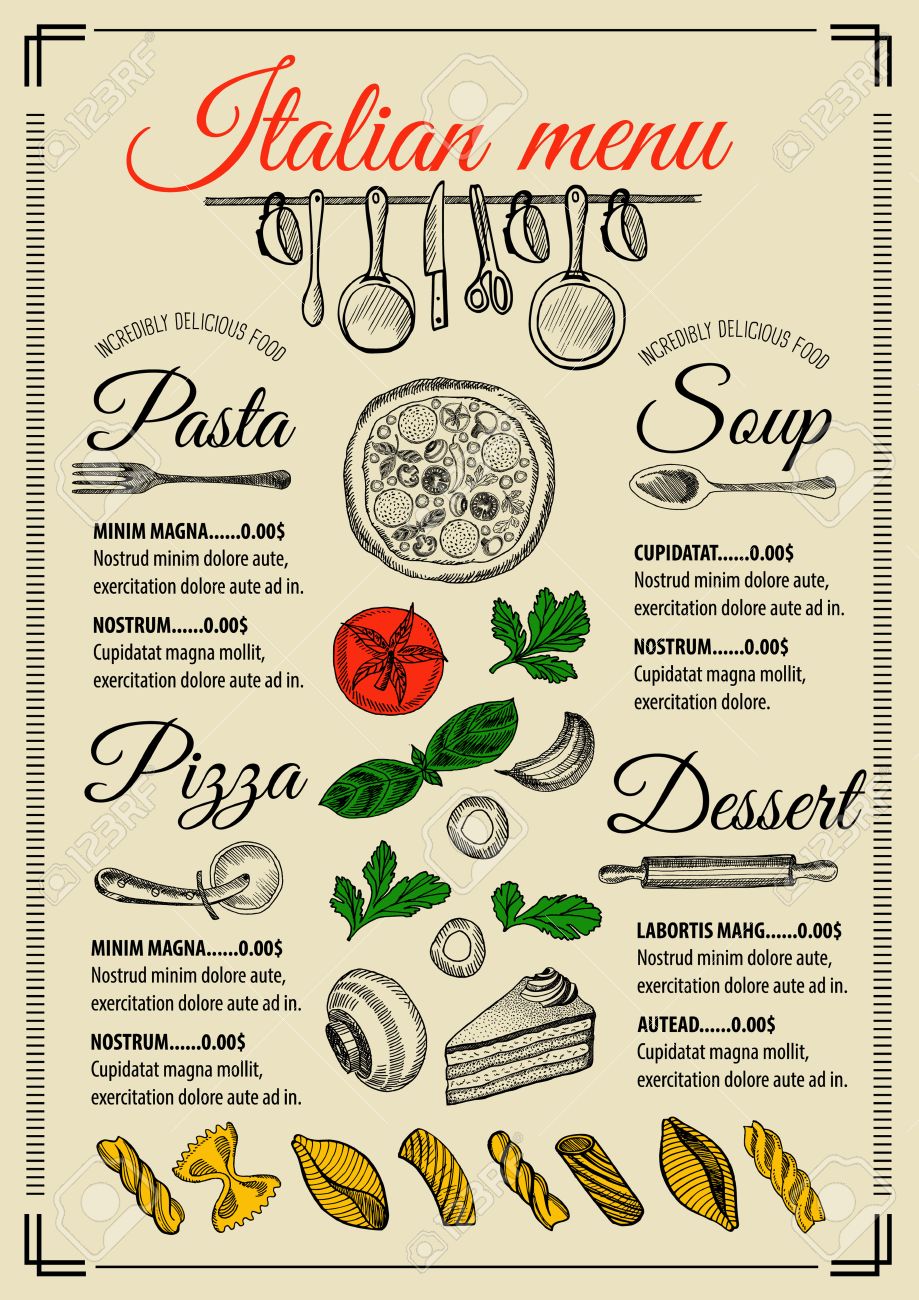 Italian menu
INCREDIBLY DELICIOUS FOOD
Pasta
MINIM MAGNA......0.00$
Nostrud minim dolore aute,
exercitation dolore aute ad in.
NOSTRUM......0.00$
Cupidatat magna mollit,
exercitation dolore aute ad in.
INCREDIBLY DELICIOUS FOOD
Soup
CUPIDATAT......0.00$
Nostrud minim dolore aute,
exercitation dolore aute ad in.
NOSTRUM......0.00$
Cupidatat magna mollit,
exercitation dolore.
Pizza
MINIM MAGNA......0.00$
Nostrud minim dolore aute,
exercitation dolore aute ad in.
NOSTRUM......0.00$
Cupidatat magna mollit,
exercitation dolore aute ad in.
Dessert
LABORTIS MAHG......0.00$
Nostrud minim dolore aute,
exercitation dolore aute ad in.
AUTEAD......0.00$
Cupidatat magna mollit,
exercitation dolore aute ad in.
123RF